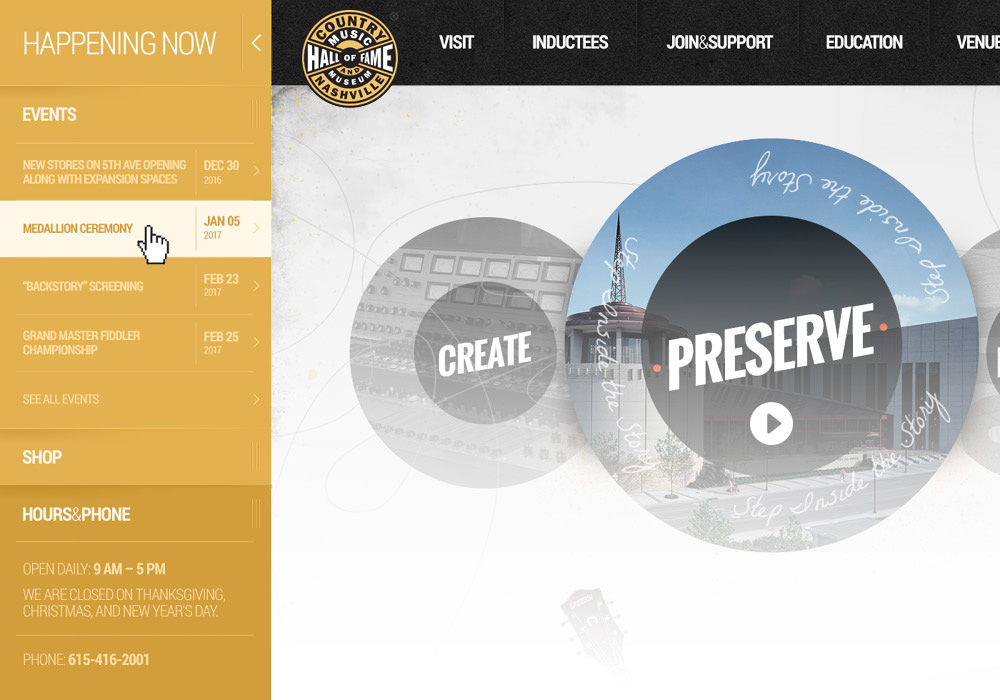 HAPPENING NOW
EVENTS
NEW STORES ON 5TH AVE OPENING
ALONG WITH EXPANSION SPACES
DEC 30
2016
MEDALLION CEREMONY
JAN 05
2017
"BACKSTORY" SCREENING
FEB 23
2017
GRAND MASTER FIDDLER
CHAMPIONSHIP
FEB 25
2017
SEE ALL EVENTS
SHOP
HOURS&PHONE
OPEN DAILY: 9 AM – 5 PM
WE ARE CLOSED ON THANKSGIVING,
CHRISTMAS, AND NEW YEAR'S DAY.
PHONE: 615-416-2001
COUNTRY
MUSIC
HALL OF FAME
AND
MUSEUM
NASHVILLE
®
VISIT
INDUCTEES
JOIN&SUPPORT
EDUCATION
VENUE
CREATE
PRESERVE
Step Inside the Story
Step Inside the Story
Step Inside the Story